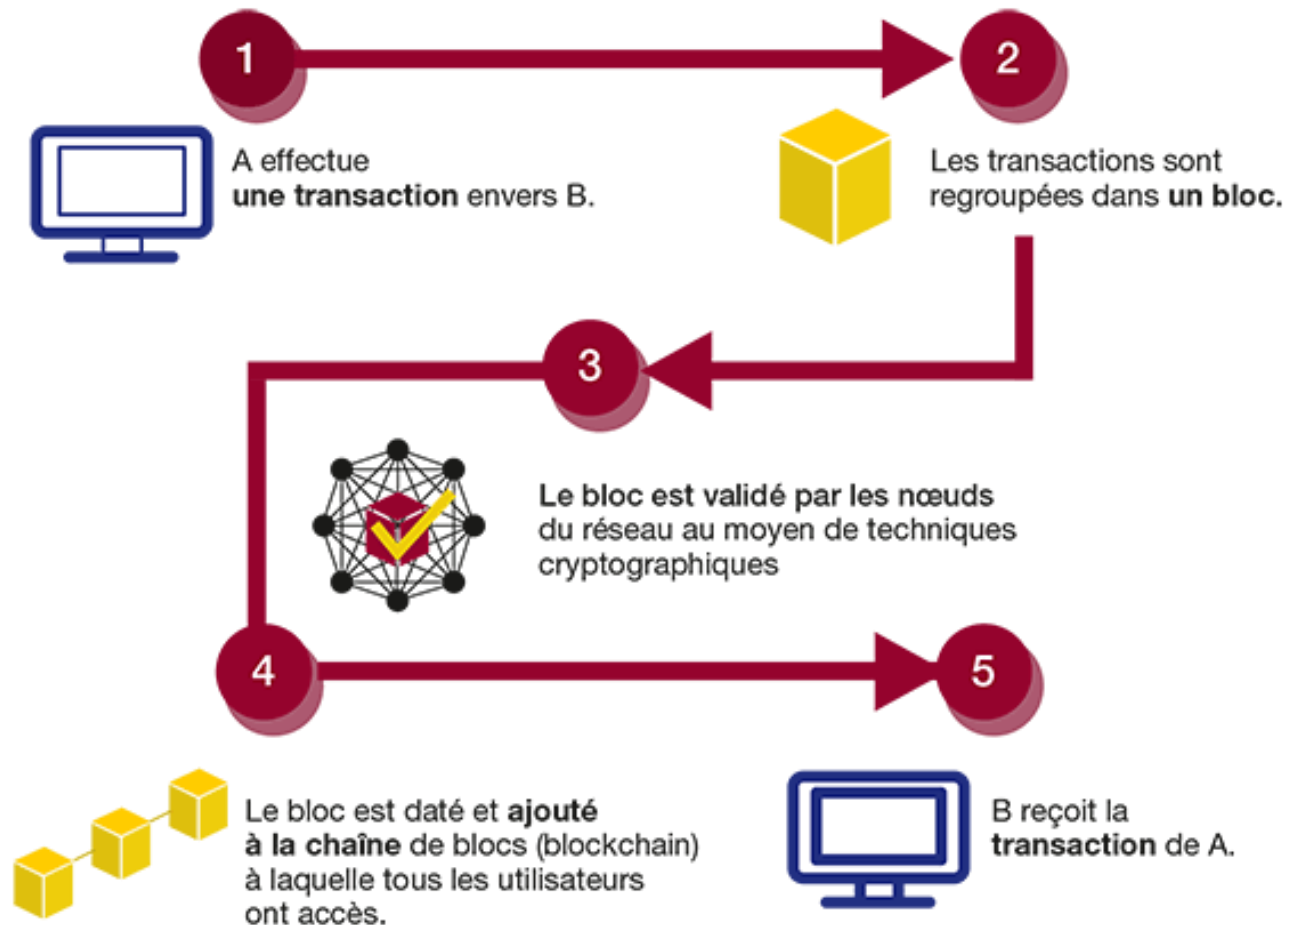 1
2
A effectue
une transaction envers B.
Les transactions sont
regroupées dans un bloc.
3
Le bloc est validé par les nœuds
du réseau au moyen de techniques
cryptographiques
4
5
Le bloc est daté et ajouté
à la chaîne de blocs (blockchain)
à laquelle tous les utilisateurs
ont accès.
B reçoit la
transaction de A.